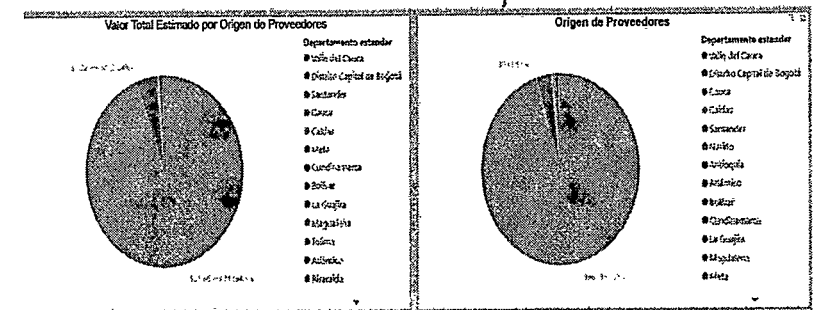 Valor Total Estimado por Origen de Proveedores
Departamento estander
Valle del Cauca
Distrito Capital de Bogotá
Santander
Cauca
Caldas
Meta
Cundinamarca
Bolívar
La Guajira
Magdalena
Tolima
Atlántico
Risaralda
Origen de Proveedores
Departamento estander
Valle del Cauca
Distrito Capital de Bogotá
Cauca
Caldas
Santander
Nariño
Antioquia
Atlántico
Bolívar
Cundinamarca
La Guajira
Magdalena
Meta